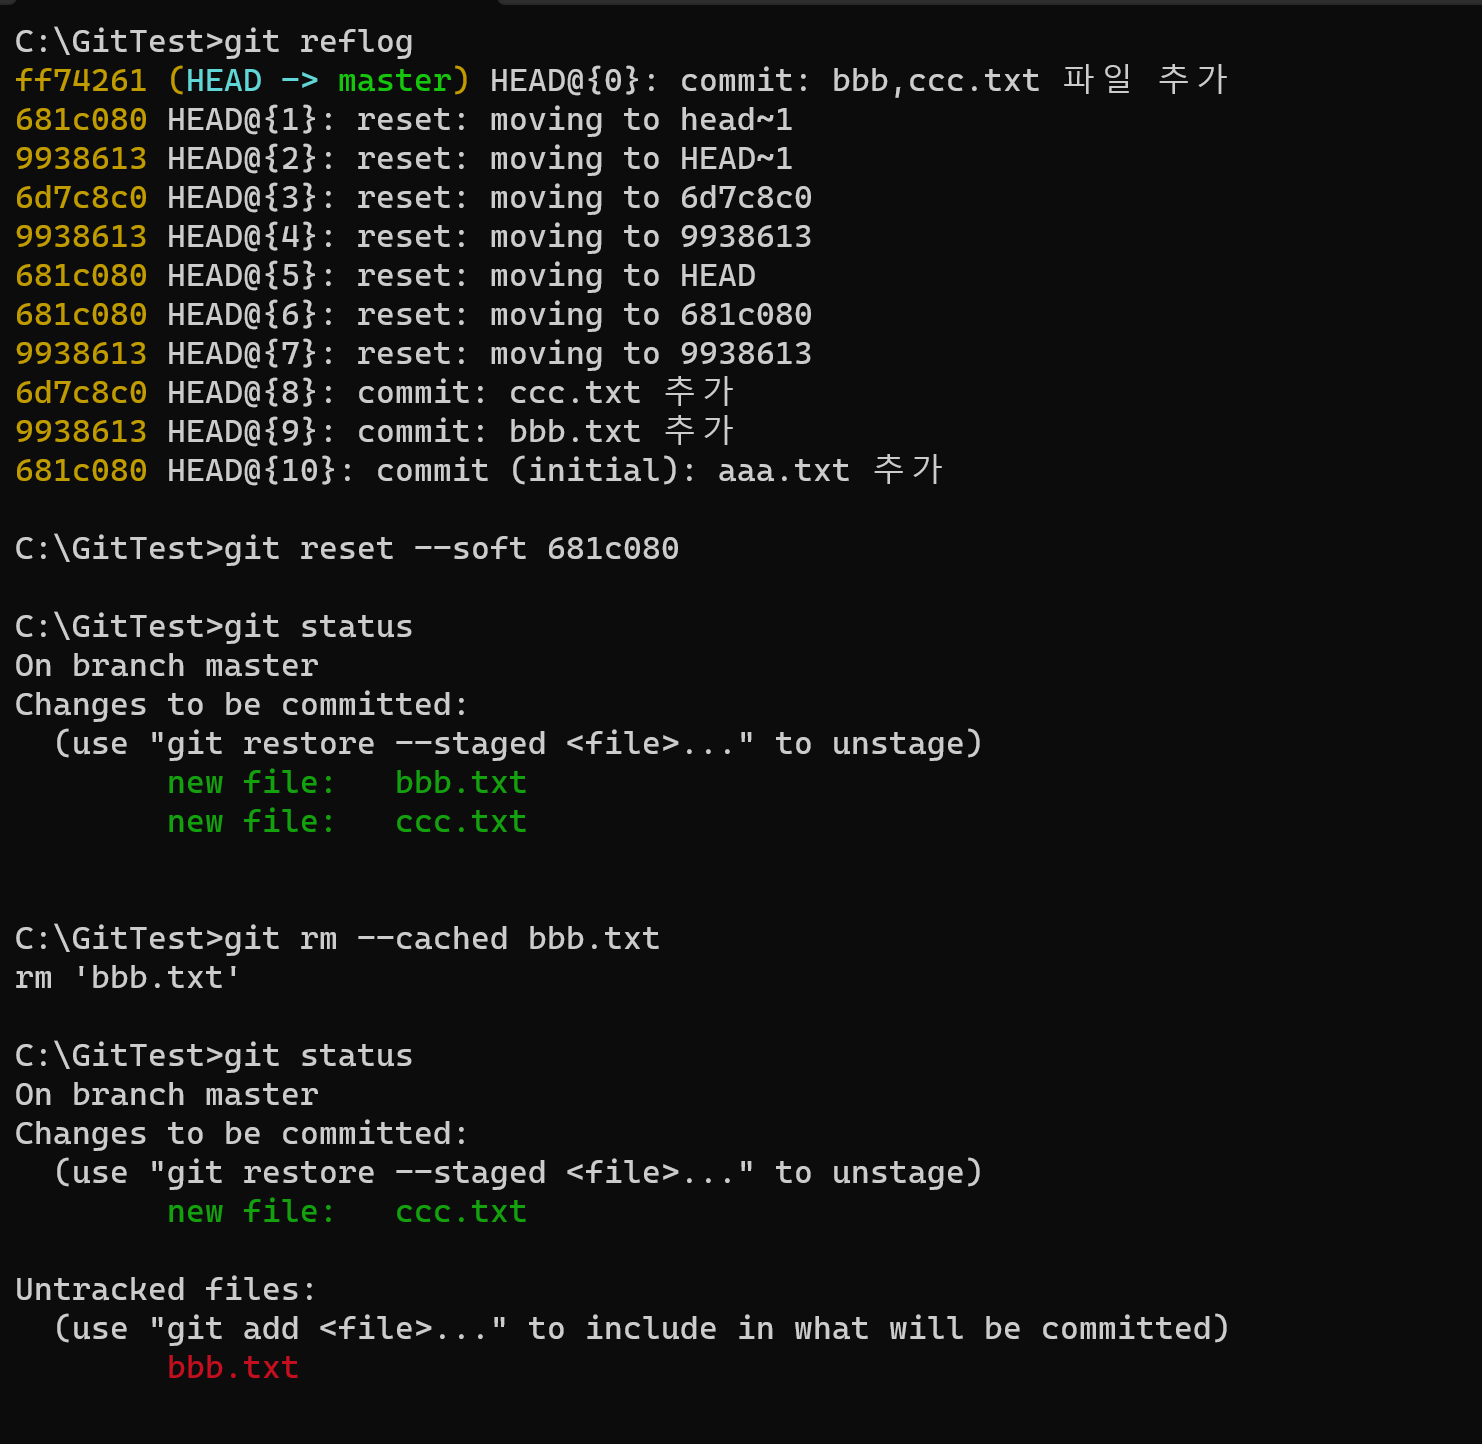 C:\GitTest>git reflog
ff74261 (HEAD -> master) HEAD@{0}: commit: bbb,ccc.txt 파일 추가
681c080 HEAD@{1}: reset: moving to head~1
9938613 HEAD@{2}: reset: moving to HEAD~1
6d7c8c0 HEAD@{3}: reset: moving to 6d7c8c0
9938613 HEAD@{4}: reset: moving to 9938613
681c080 HEAD@{5}: reset: moving to HEAD
681c080 HEAD@{6}: reset: moving to 681c080
9938613 HEAD@{7}: reset: moving to 9938613
6d7c8c0 HEAD@{8}: commit: ccc.txt 추가
9938613 HEAD@{9}: commit: bbb.txt 추가
681c080 HEAD@{10}: commit (initial): aaa.txt 추가
C:\GitTest>git reset --soft 681c080
C:\GitTest>git status
On branch master
Changes to be committed:
  (use "git restore --staged <file>..." to unstage)
        new file:   bbb.txt
        new file:   ccc.txt
C:\GitTest>git rm --cached bbb.txt
rm 'bbb.txt'
C:\GitTest>git status
On branch master
Changes to be committed:
  (use "git restore --staged <file>..." to unstage)
        new file:   ccc.txt
Untracked files:
  (use "git add <file>..." to include in what will be committed)
        bbb.txt